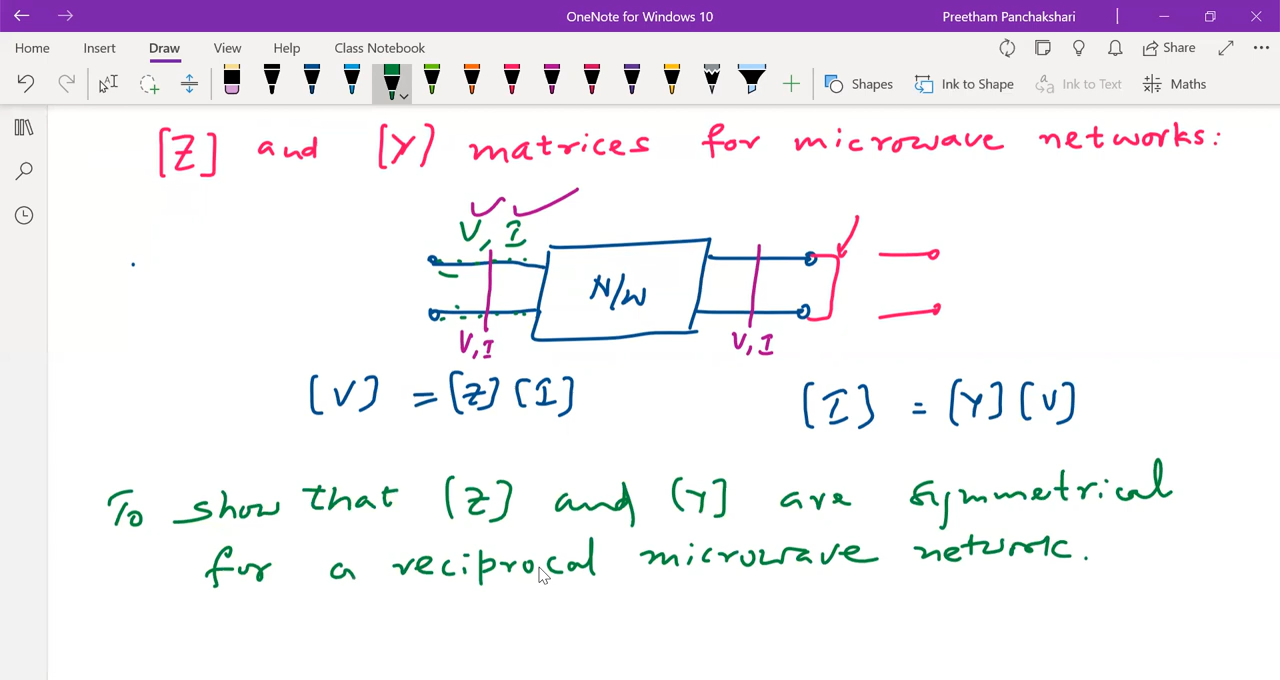 OneNote for Windows 10
Preetham Panchakshari
Home Insert Draw View Help Class Notebook Share
Shapes Ink to Shape Ink to Text Maths
[Z] and [Y] matrices for microwave networks:
V, I
N/W
V, I V, I
[V] = [Z] [I] [I] = [Y] [V]
To show that [Z] and [Y] are symmetrical
for a reciprocal microwave network.